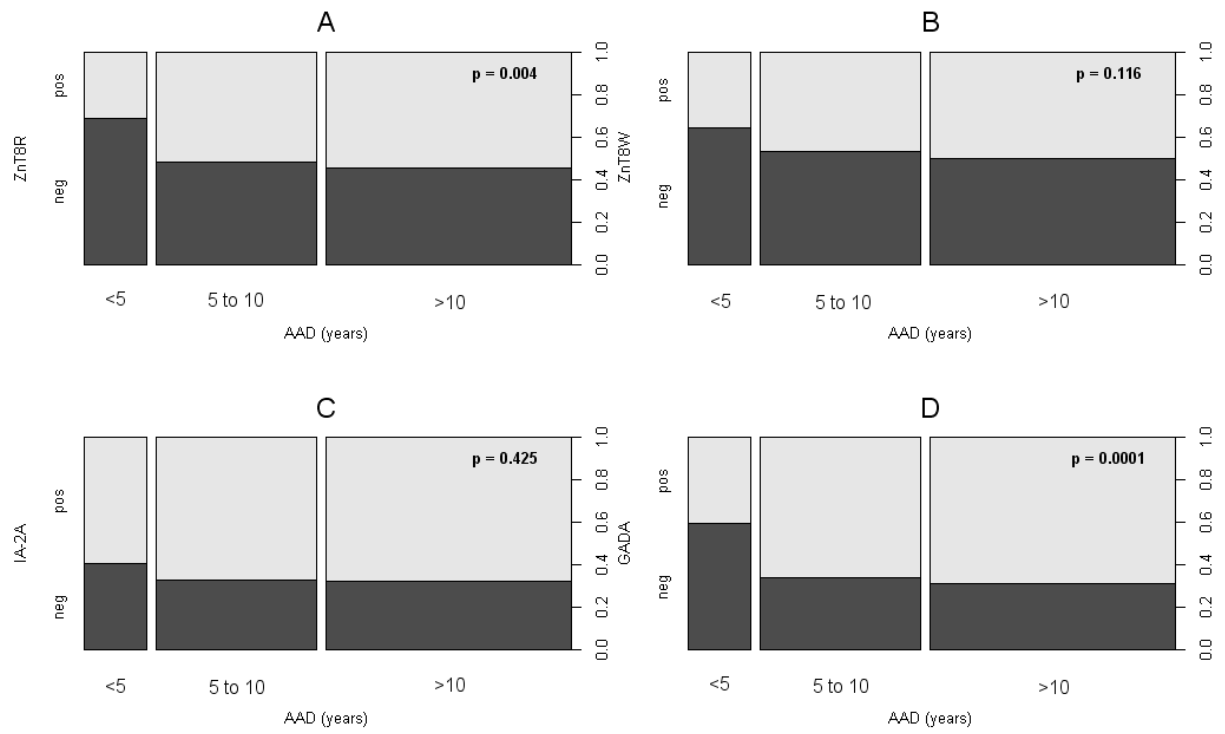 A
p = 0.004
pos
neg
ZnT8R
0.0 0.2 0.4 0.6 0.8 1.0
<5 5 to 10 >10
AAD (years)
B
p = 0.116
pos
neg
ZnT8W
0.0 0.2 0.4 0.6 0.8 1.0
<5 5 to 10 >10
AAD (years)
C
p = 0.425
pos
neg
IA-2A
0.0 0.2 0.4 0.6 0.8 1.0
<5 5 to 10 >10
AAD (years)
D
p = 0.0001
pos
neg
GADA
0.0 0.2 0.4 0.6 0.8 1.0
<5 5 to 10 >10
AAD (years)